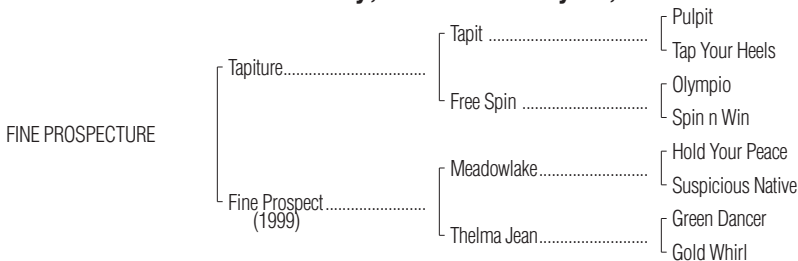 Pulpit
Tapit ..........................................
Tap Your Heels
Tapiture......................................
Olympio
Free Spin .................................
Spin n Win
FINE PROSPECTURE
Hold Your Peace
Meadowlake.............................
Suspicious Native
Fine Prospect ...........................
(1999)
Green Dancer
Thelma Jean.............................
Gold Whirl